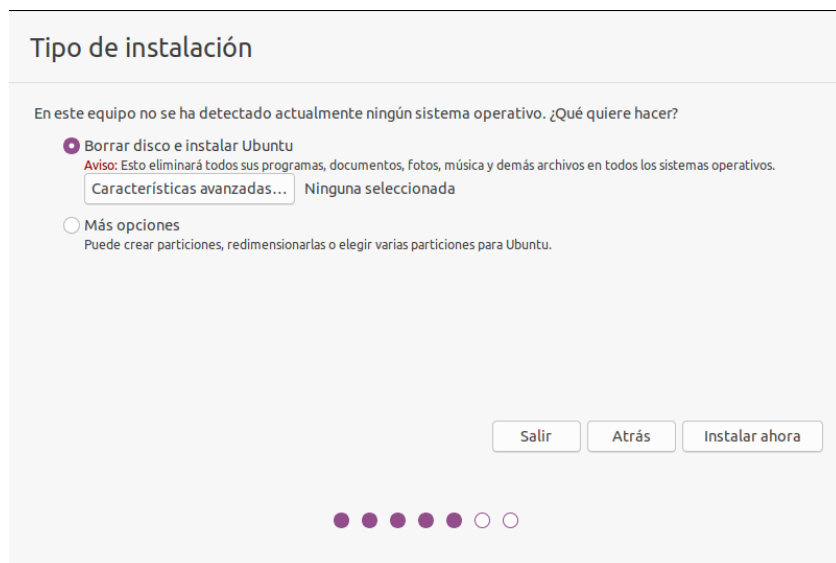 Tipo de instalación
En este equipo no se ha detectado actualmente ningún sistema operativo. ¿Qué quiere hacer?
Borrar disco e instalar Ubuntu
Aviso: Esto eliminará todos sus programas, documentos, fotos, música y demás archivos en todos los sistemas operativos.
Características avanzadas... Ninguna seleccionada
Más opciones
Puede crear particiones, redimensionarlas o elegir varias particiones para Ubuntu.
Salir Atrás Instalar ahora